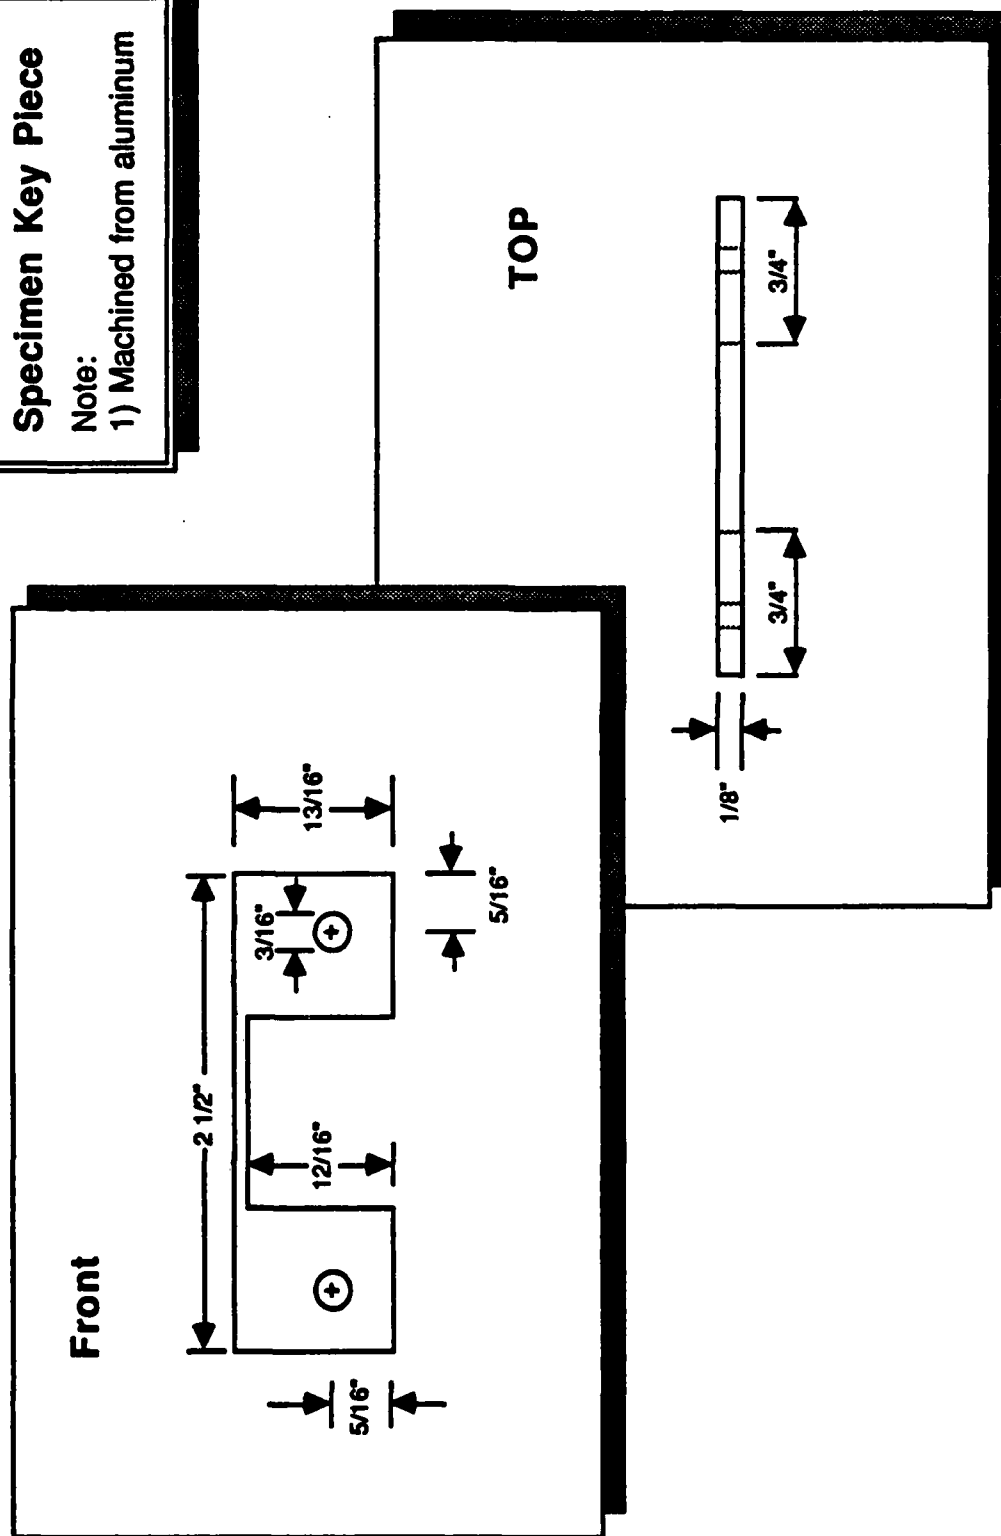 Specimen Key Piece
Note:
1) Machined from aluminum
Front
2 1/2"
3/16"
13/16"
12/16"
5/16"
5/16"
TOP
3/4"
3/4"
1/8"